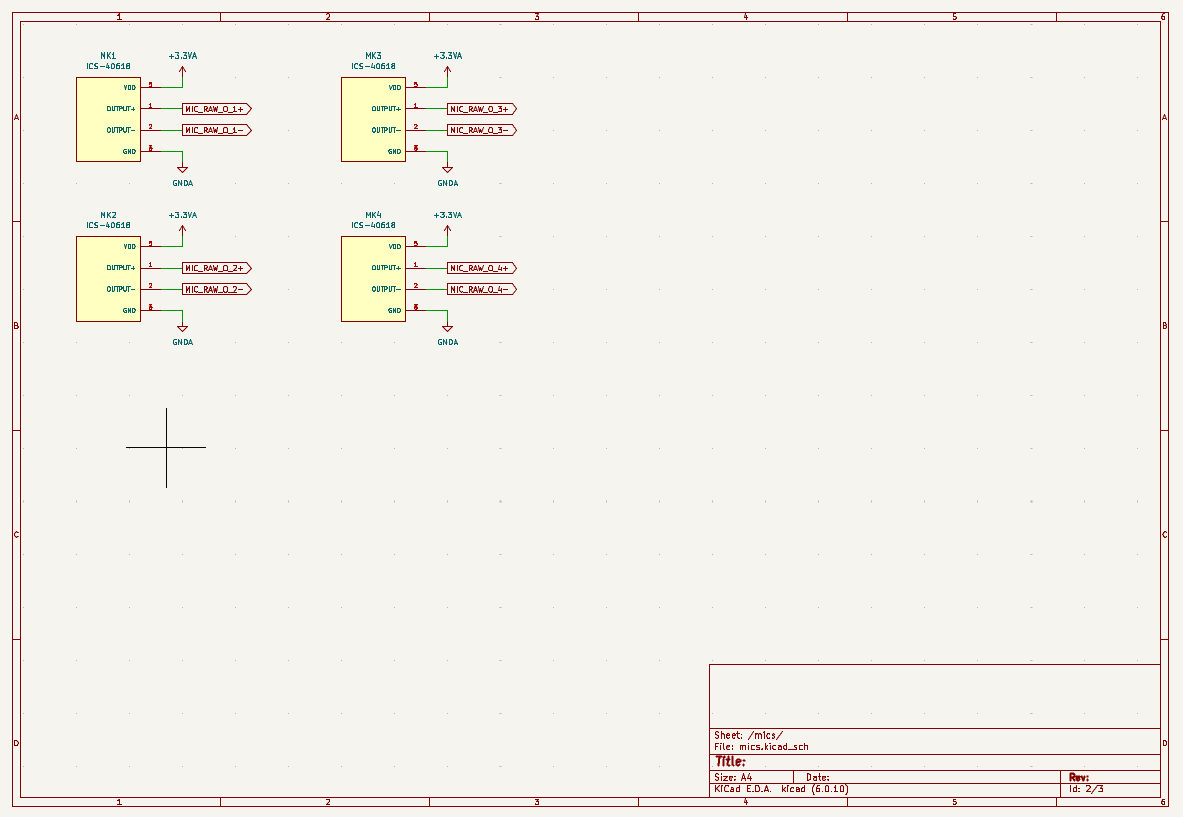 1 2 3 4 5 6
MK1
ICS-40618
+3.3VA
VDD 5
OUTPUT+ 1 MIC_RAW_O_1+
OUTPUT- 2 MIC_RAW_O_1-
GND
GNDA
MK3
ICS-40618
+3.3VA
VDD 5
OUTPUT+ 1 MIC_RAW_O_3+
OUTPUT- 2 MIC_RAW_O_3-
GND
GNDA
A A
MK2
ICS-40618
+3.3VA
VDD 5
OUTPUT+ 1 MIC_RAW_O_2+
OUTPUT- 2 MIC_RAW_O_2-
GND
GNDA
MK4
ICS-40618
+3.3VA
VDD 5
OUTPUT+ 1 MIC_RAW_O_4+
OUTPUT- 2 MIC_RAW_O_4-
GND
GNDA
B B
C C
D D
Sheet: /mics/
File: mics.kicad_sch
Title:
Size: A4 Date: Rev:
KiCad E.D.A. kicad (6.0.10) Id: 2/3
1 2 3 4 5 6